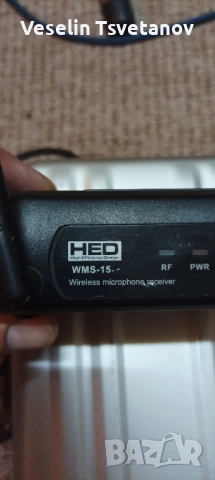 Veselin Tsvetanov
HED
High Efficiency Design
WMS-15
RF PWR
Wireless microphone receiver
BAZAR